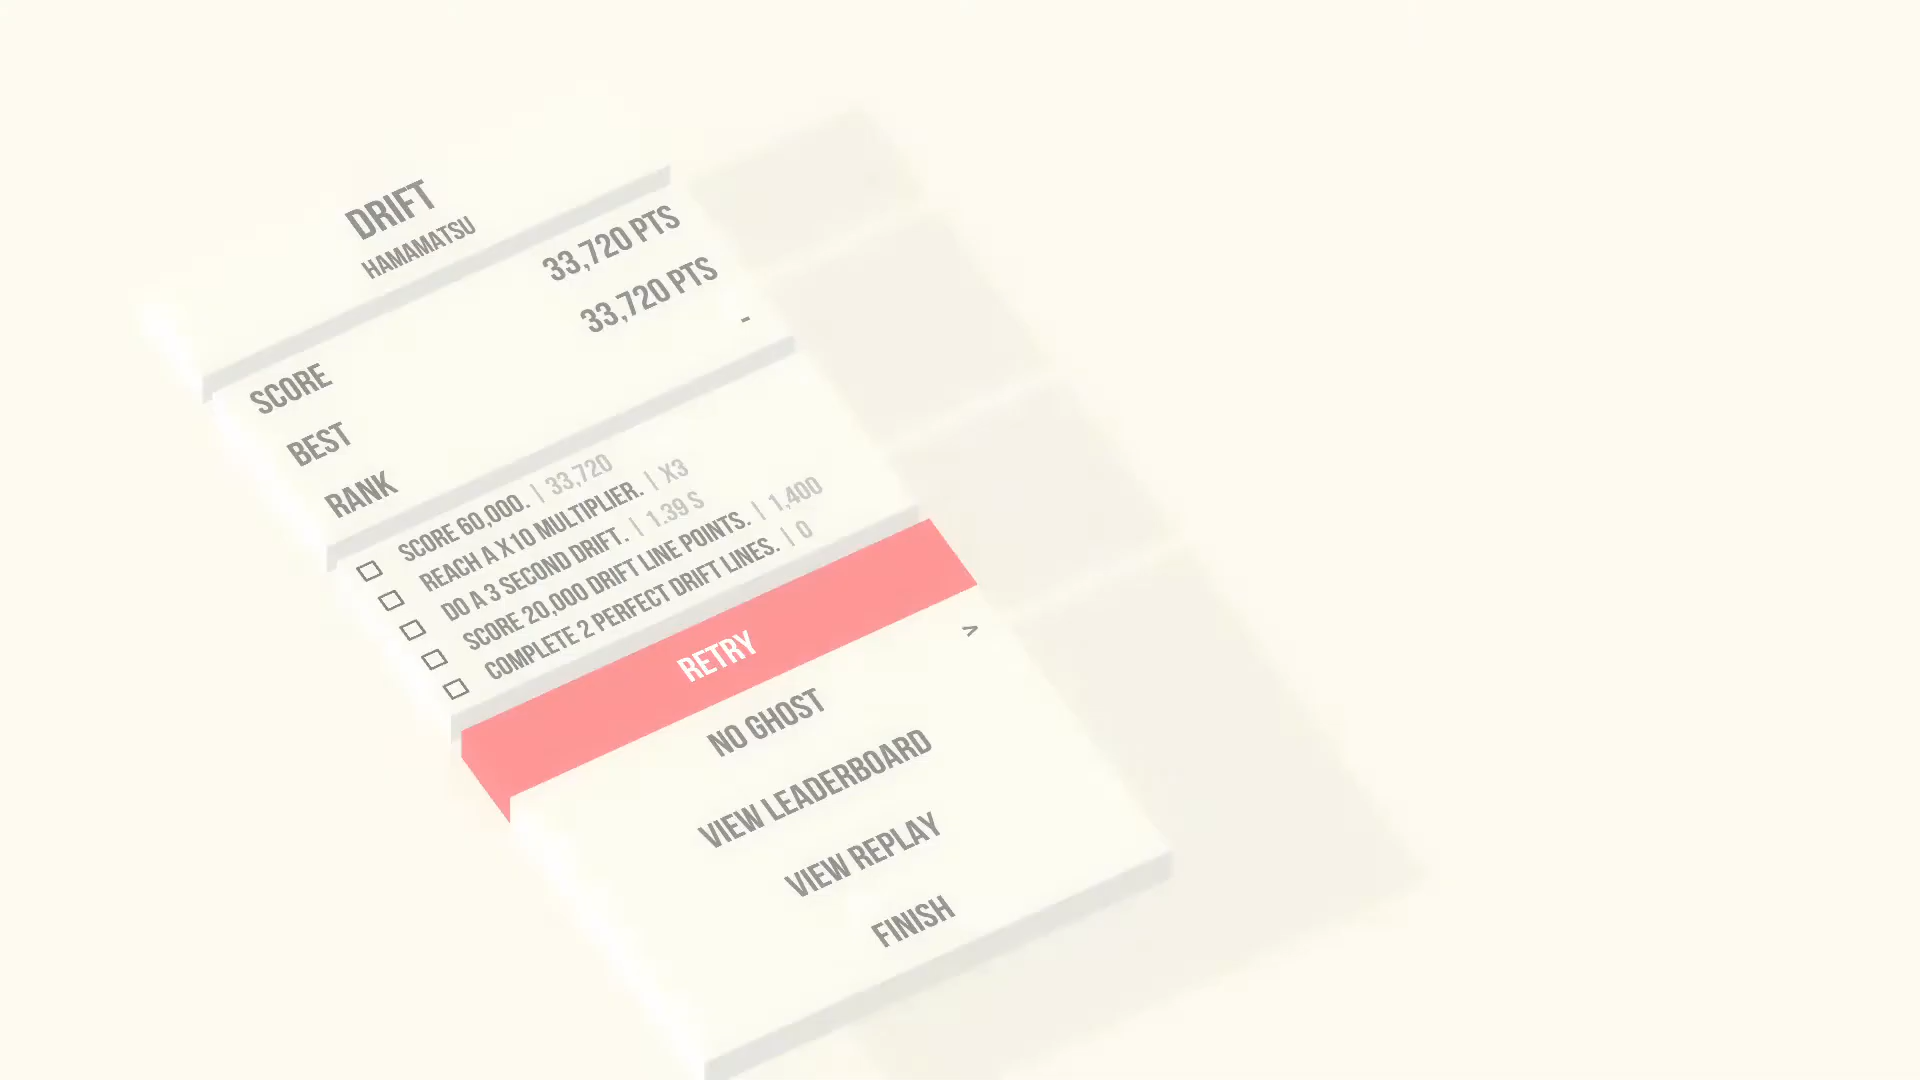 DRIFT
HAMAMATSU
SCORE 33,720 PTS
BEST 33,720 PTS
RANK -
SCORE 60,000. | 33,720
REACH A X10 MULTIPLIER. | X3
DO A 3 SECOND DRIFT. | 1.39 S
SCORE 20,000 DRIFT LINE POINTS. | 1,400
COMPLETE 2 PERFECT DRIFT LINES. | 0
RETRY
NO GHOST >
VIEW LEADERBOARD
VIEW REPLAY
FINISH